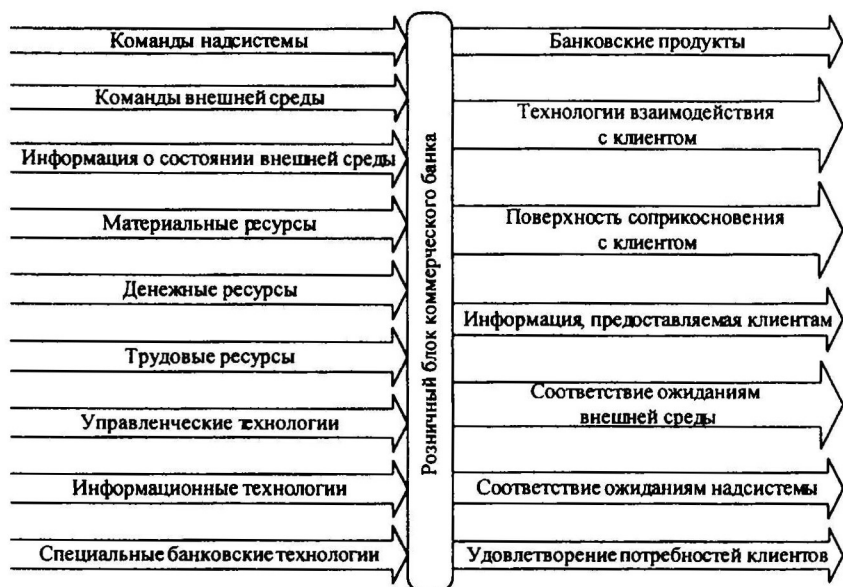 Команды надсистемы
Команды внешней среды
Информация о состоянии внешней среды
Материальные ресурсы
Денежные ресурсы
Трудовые ресурсы
Управленческие технологии
Информационные технологии
Специальные банковские технологии
Розничный блок коммерческого банка
Банковские продукты
Технологии взаимодействия
с клиентом
Поверхность соприкосновения
с клиентом
Информация, предоставляемая клиентам
Соответствие ожиданиям
внешней среды
Соответствие ожиданиям надсистемы
Удовлетворение потребностей клиентов